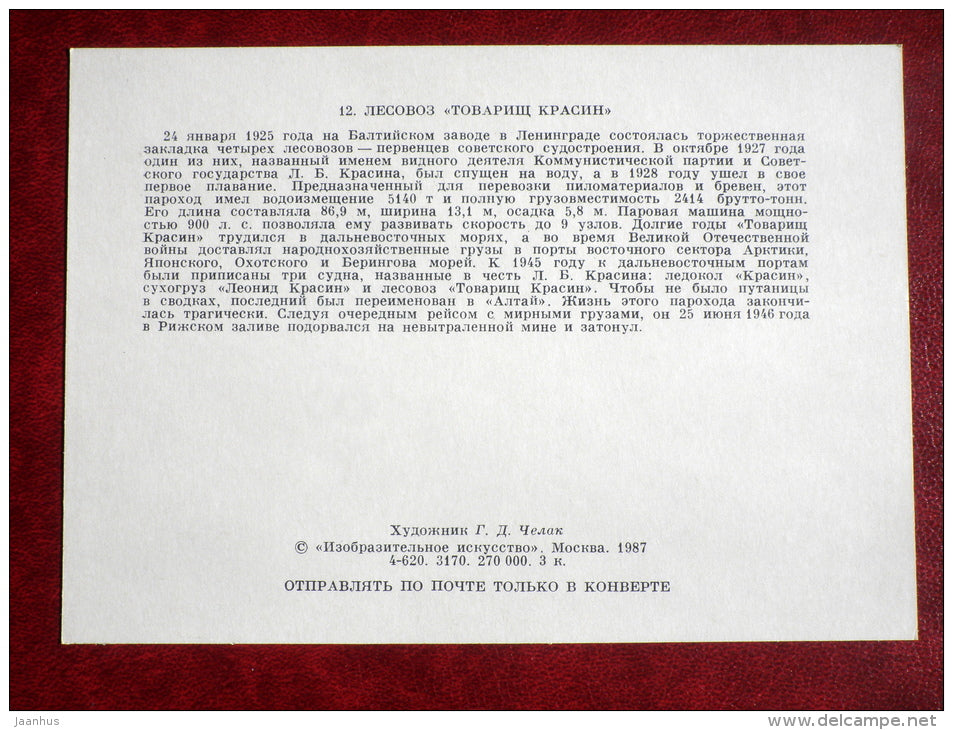 12. ЛЕСОВОЗ «ТОВАРИЩ КРАСИН»
24 января 1925 года на Балтийском заводе в Ленинграде состоялась торжественная
закладка четырех лесовозов — первенцев советского судостроения. В октябре 1927 года
один из них, названный именем видного деятеля Коммунистической партии и Совет-
ского государства Л. Б. Красина, был спущен на воду, а в 1928 году ушел в свое
первое плавание. Предназначенный для перевозки пиломатериалов и бревен, этот
пароход имел водоизмещение 5140 т и полную грузовместимость 2414 брутто-тонн.
Его длина составляла 86,9 м, ширина 13,1 м, осадка 5,8 м. Паровая машина мощно-
стью 900 л. с. позволяла ему развивать скорость до 9 узлов. Долгие годы «Товарищ
Красин» трудился в дальневосточных морях, а во время Великой Отечественной
войны доставлял народнохозяйственные грузы в порты восточного сектора Арктики,
Японского, Охотского и Берингова морей. К 1945 году к дальневосточным портам
были приписаны три судна, названные в честь Л. Б. Красина: ледокол «Красин»,
сухогруз «Леонид Красин» и лесовоз «Товарищ Красин». Чтобы не было путаницы
в сводках, последний был переименован в «Алтай». Жизнь этого парохода закончи-
лась трагически. Следуя очередным рейсом с мирными грузами, он 25 июня 1946 года
в Рижском заливе подорвался на невытраленной мине и затонул.
Художник Г. Д. Челак
© «Изобразительное искусство». Москва. 1987
4-620. 3170. 270 000. 3 к.
ОТПРАВЛЯТЬ ПО ПОЧТЕ ТОЛЬКО В КОНВЕРТЕ
jaanhus
www.delcampe.net